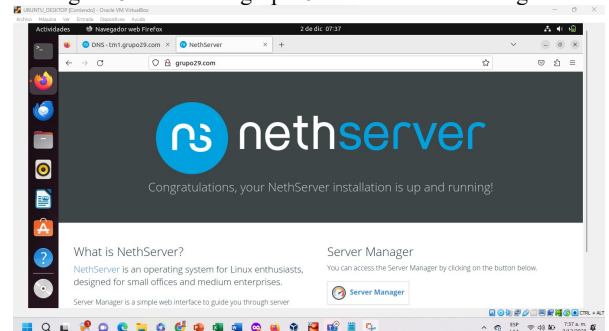 UBUNTU_DESKTOP [Corriendo] - Oracle VM VirtualBox
Archivo Máquina Ver Entrada Dispositivos Ayuda
Actividades Navegador web Firefox 2 de dic 07:37
DNS - tm1.grupo29.com × NethServer × +
grupo29.com
ns nethserver
Congratulations, your NethServer installation is up and running!
What is NethServer?
NethServer is an operating system for Linux enthusiasts,
designed for small offices and medium enterprises.
Server Manager is a simple web interface to guide you through server
Server Manager
You can access the Server Manager by clicking on the button below.
Server Manager
CTRL + ALT
ESP
7:37 a. m.